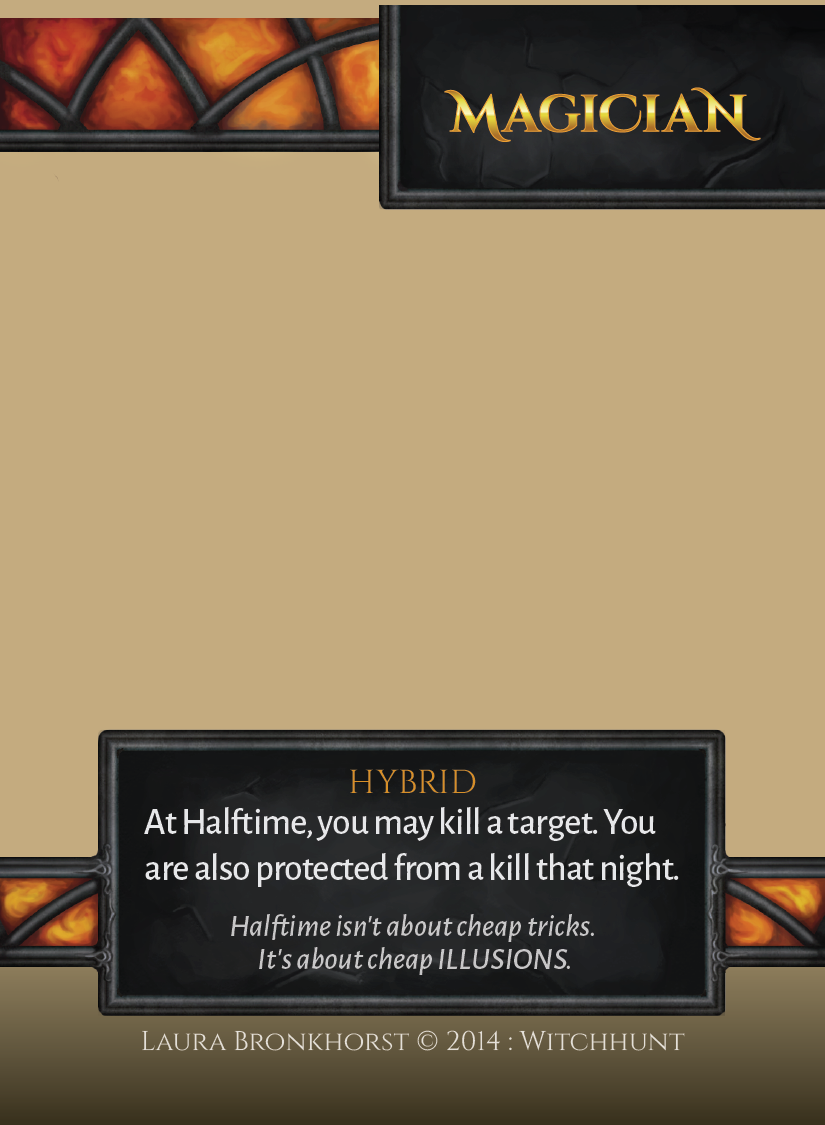 MAGICIAN
HYBRID
At Halftime, you may kill a target. You
are also protected from a kill that night.
Halftime isn't about cheap tricks.
It's about cheap ILLUSIONS.
Laura Bronkhorst © 2014 : Witchhunt